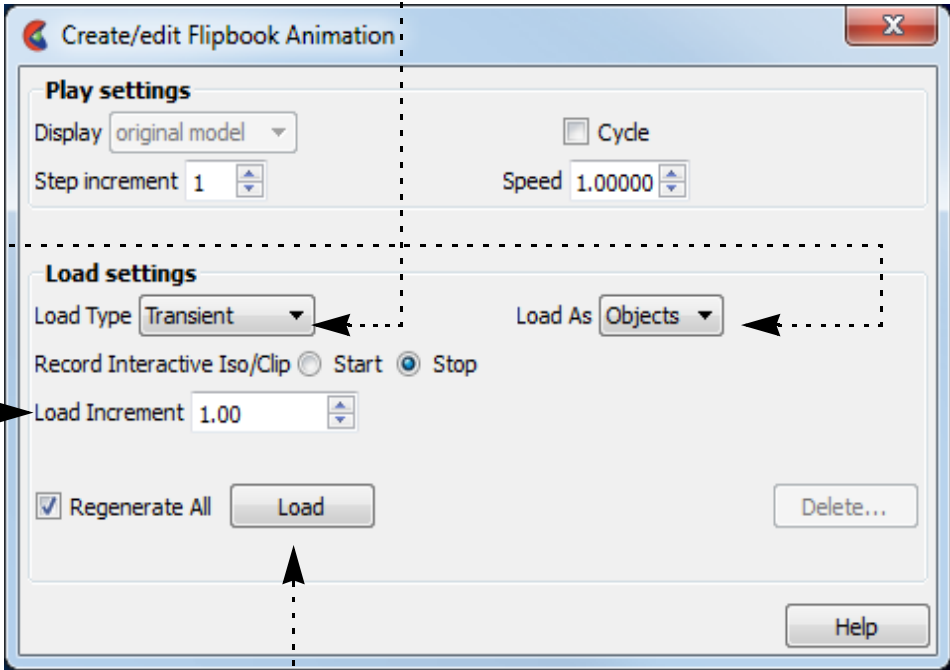 Create/edit Flipbook Animation
Play settings
Display original model Cycle
Step increment 1 Speed 1.00000
Load settings
Load Type Transient Load As Objects
Record Interactive Iso/Clip Start Stop
Load Increment 1.00
Regenerate All Load Delete...
Help